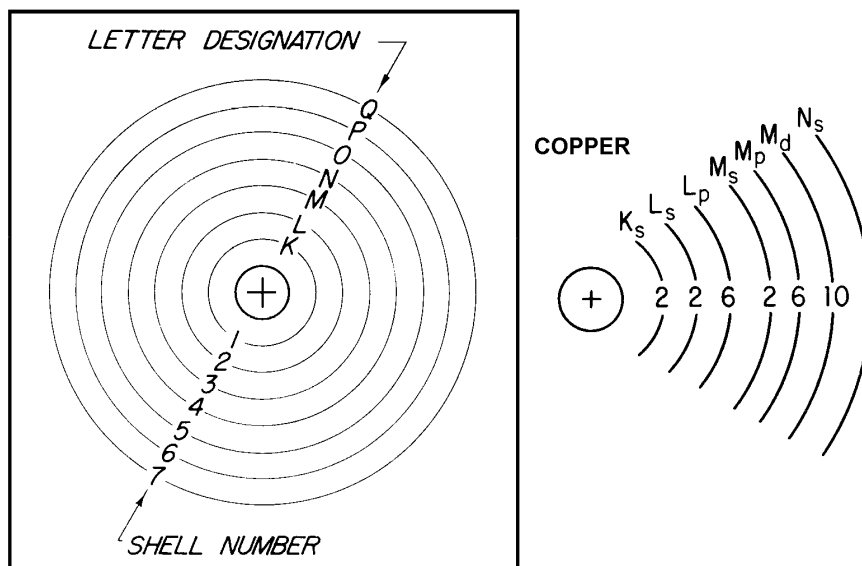 LETTER DESIGNATION
Q
P
O
N
M
L
K
+
1
2
3
4
5
6
7
SHELL NUMBER
COPPER
Ks Ls Lp Ms Mp Md Ns
+ 2 2 6 2 6 10